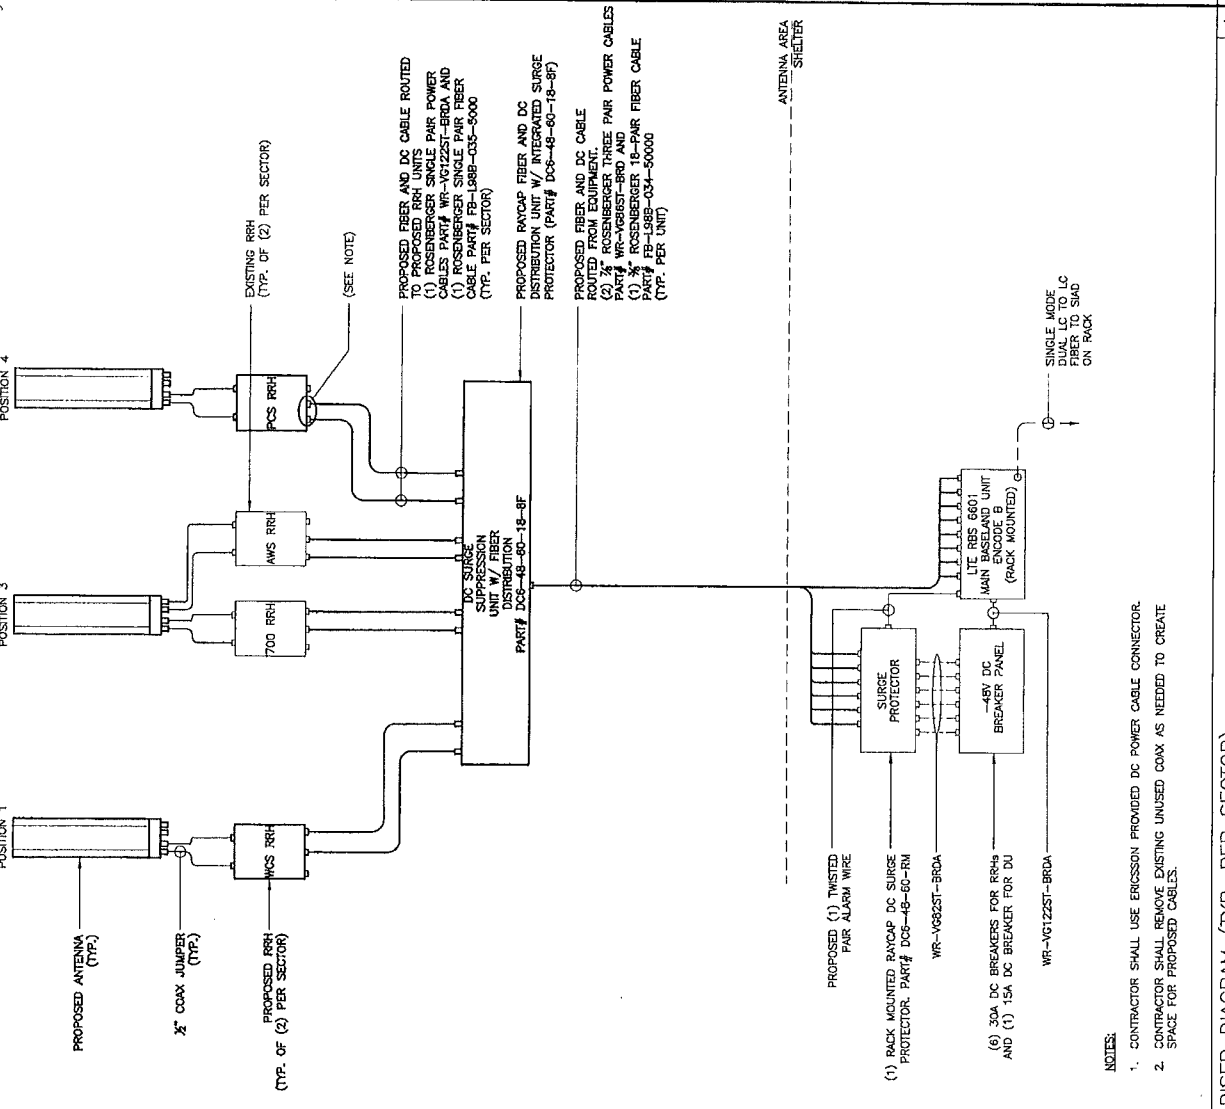 POSITION 1
POSITION 3
POSITION 4
PROPOSED ANTENNA
(TYP.)
½" COAX JUMPER
(TYP.)
PROPOSED RRH
(TYP. OF (2) PER SECTOR)
WCS RRH
700 RRH
AWS RRH
PCS RRH
EXISTING RRH
(TYP. OF (2) PER SECTOR)
(SEE NOTE)
PROPOSED FIBER AND DC CABLE ROUTED
TO PROPOSED RRH UNITS
(1) ROSENBERGER SINGLE PAIR POWER
CABLES PART# WR-VG122ST-BRDA AND
(1) ROSENBERGER SINGLE PAIR FIBER
CABLE PART# FB-L98B-035-5000
(TYP. PER SECTOR)
DC SURGE
SUPPRESSION
UNIT W/ FIBER
DISTRIBUTION
PART# DC6-48-60-18-8F
PROPOSED RAYCAP FIBER AND DC
DISTRIBUTION UNIT W/ INTEGRATED SURGE
PROTECTOR (PART# DC6-48-60-18-8F)
PROPOSED FIBER AND DC CABLE
ROUTED FROM EQUIPMENT.
(2) ⅞" ROSENBERGER THREE PAIR POWER CABLES
PART# WR-VG86ST-BRD AND
(1) ⅜" ROSENBERGER 18-PAIR FIBER CABLE
PART# FB-L98B-034-50000
(TYP. PER UNIT)
ANTENNA AREA
SHELTER
PROPOSED (1) TWISTED
PAIR ALARM WIRE
(1) RACK MOUNTED RAYCAP DC SURGE
PROTECTOR. PART# DC6-48-60-RM
SURGE
PROTECTOR
WR-VG82ST-BRDA
-48V DC
BREAKER PANEL
(6) 30A DC BREAKERS FOR RRHs
AND (1) 15A DC BREAKER FOR DU
LTE RBS 6601
MAIN BASELAND UNIT
ENCODE B
(RACK MOUNTED)
WR-VG122ST-BRDA
SINGLE MODE
DUAL LC TO LC
FIBER TO SIAD
ON RACK
NOTES:
1. CONTRACTOR SHALL USE ERICSSON PROVIDED DC POWER CABLE CONNECTOR.
2. CONTRACTOR SHALL REMOVE EXISTING UNUSED COAX AS NEEDED TO CREATE
SPACE FOR PROPOSED CABLES.
RISER DIAGRAM (TYP. PER SECTOR)